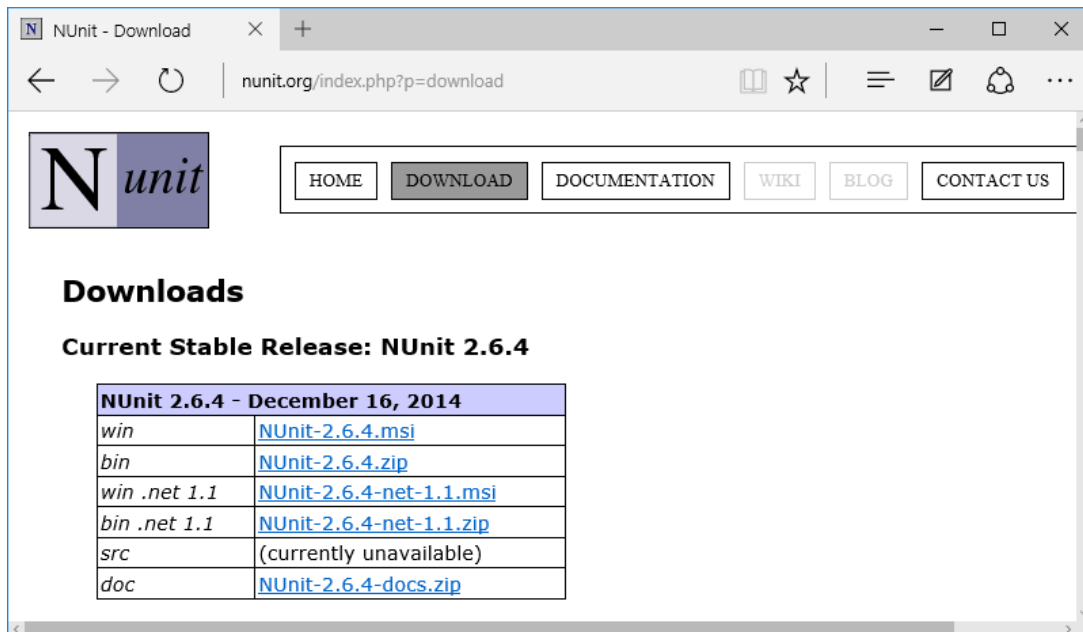 N NUnit - Download
nunit.org/index.php?p=download
N unit
HOME DOWNLOAD DOCUMENTATION WIKI BLOG CONTACT US
Downloads
Current Stable Release: NUnit 2.6.4
NUnit 2.6.4 - December 16, 2014
win NUnit-2.6.4.msi
bin NUnit-2.6.4.zip
win .net 1.1 NUnit-2.6.4-net-1.1.msi
bin .net 1.1 NUnit-2.6.4-net-1.1.zip
src (currently unavailable)
doc NUnit-2.6.4-docs.zip